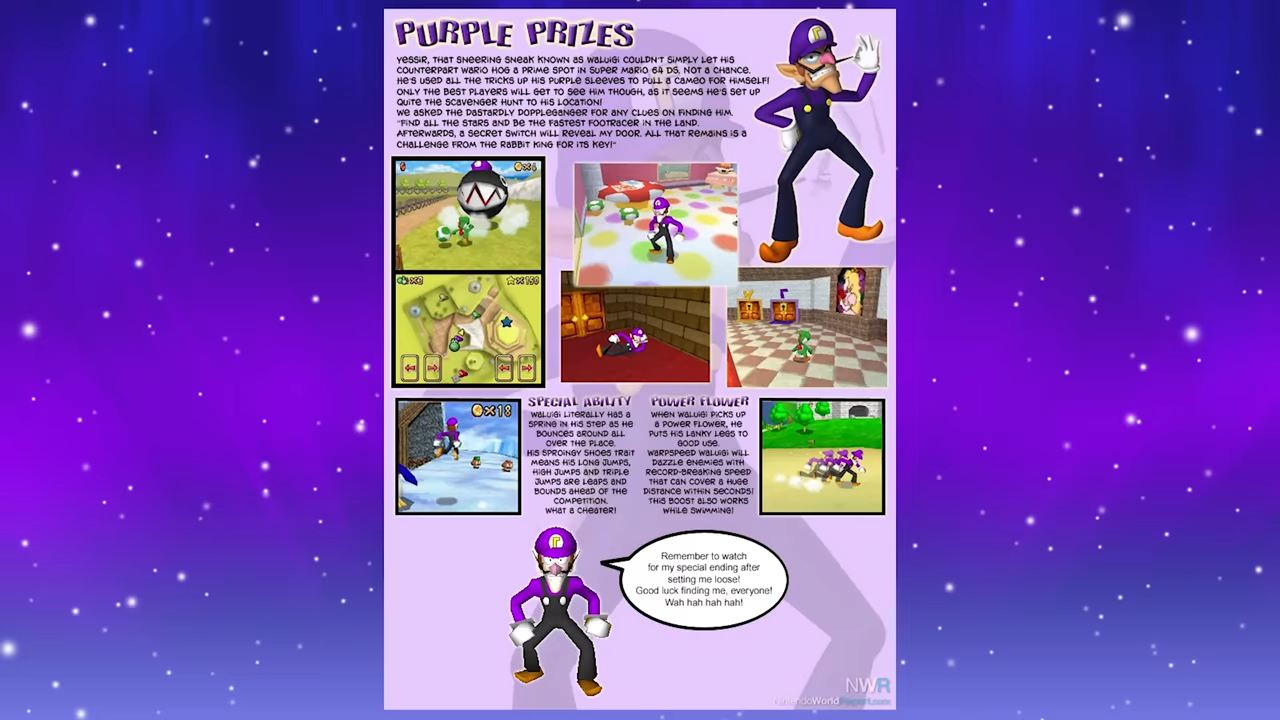 PURPLE PRIZES
Yessir, that sneering sneak known as Waluigi couldn't simply let his
counterpart Wario hog a prime spot in Super Mario 64 DS. Not a chance.
He's used all the tricks up his purple sleeves to pull a cameo for himself!
Only the best players will get to see him though, as it seems he's set up
quite the scavenger hunt to his location!
We asked the dastardly doppleganger for any clues on finding him.
"Find all the stars and be the fastest footracer in the land.
Afterwards, a secret switch will reveal my door. All that remains is a
challenge from the rabbit king for its key!"
×4
×150
SPECIAL ABILITY
Waluigi literally has a
spring in his step as he
bounces around all
over the place.
His sproingy shoes trait
means his long jumps,
high jumps and triple
jumps are leaps and
bounds ahead of the
competition.
What a cheater!
POWER FLOWER
When Waluigi picks up
a power flower, he
puts his lanky legs to
good use.
Warpspeed Waluigi will
dazzle enemies with
record-breaking speed
that can cover a huge
distance within seconds!
This boost also works
while swimming!
×18
Remember to watch
for my special ending after
setting me loose!
Good luck finding me, everyone!
Wah hah hah hah!
NWR
NintendoWorldReport.com